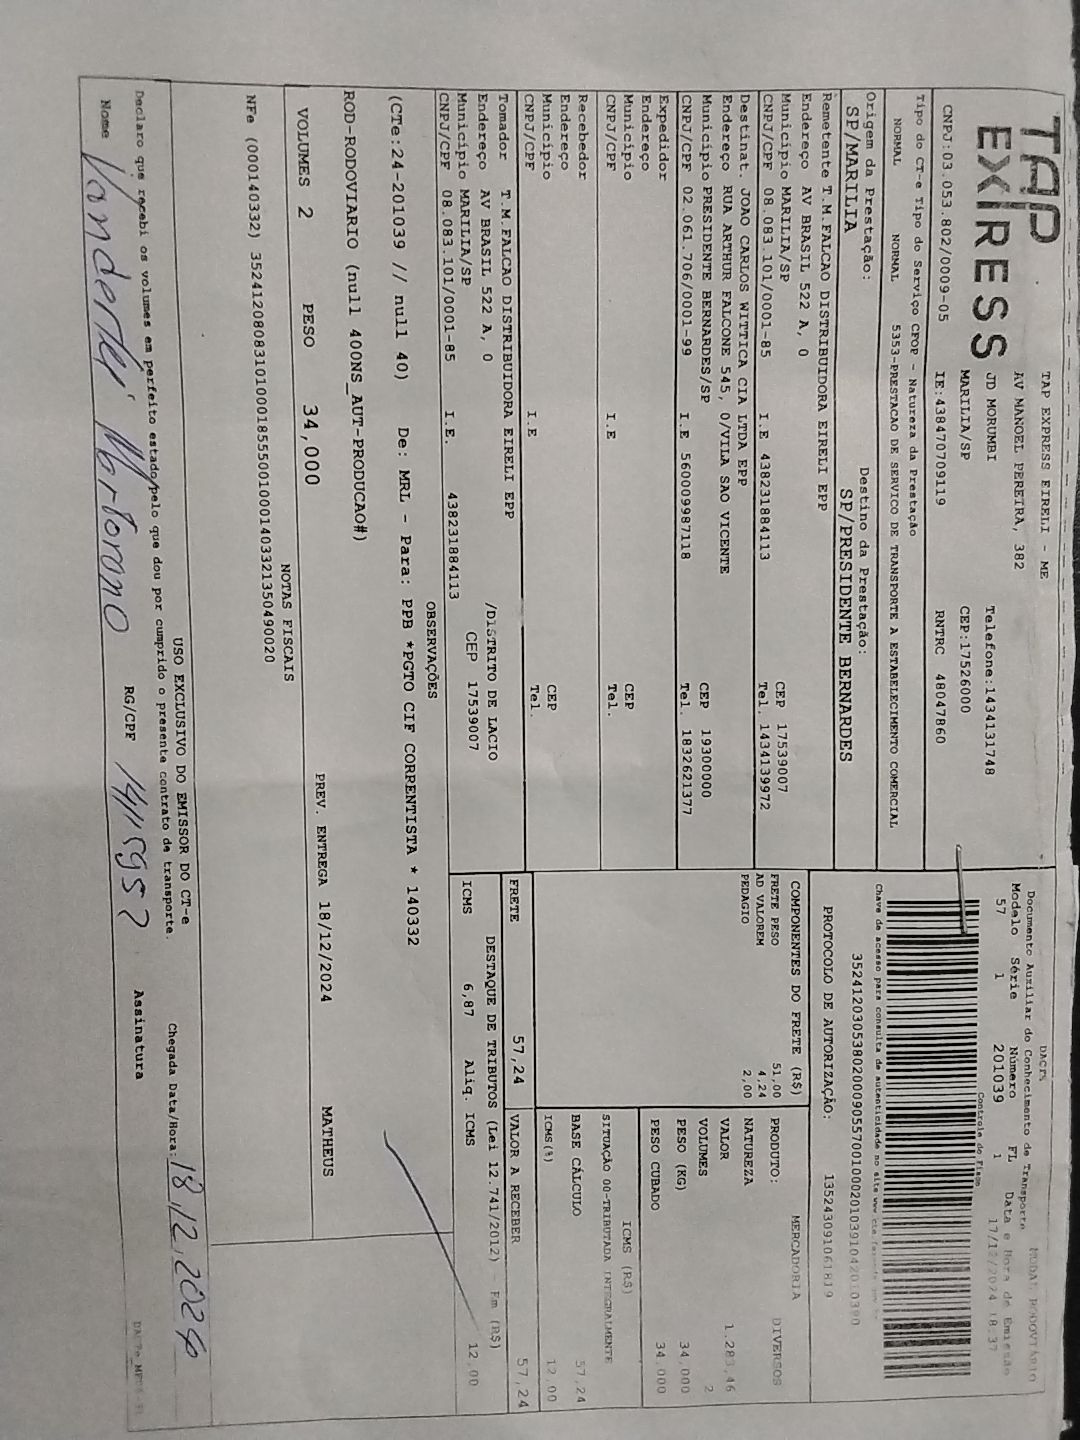 TAP
EXPRESS
TAP EXPRESS EIRELI - ME
AV MANOEL PEREIRA, 382
JD MORUMBI
MARILIA/SP
Telefone:1434131748
CEP:17526000
CNPJ:03.053.802/0009-05 IE:438470709119 RNTRC 48047860
DACTE
Documento Auxiliar do Conhecimento de Transporte MODAL RODOVIÁRIO
Modelo Série Número FL Data e Hora de Emissão
57 1 201039 1 17/12/2024 18:37
Controle do Fisco
Chave de acesso para consulta de autenticidade no site
PROTOCOLO DE AUTORIZAÇÃO: 135243091061819
Tipo do CT-e Tipo do Serviço CFOP - Natureza da Prestação
NORMAL NORMAL 5353-PRESTACAO DE SERVICO DE TRANSPORTE A ESTABELECIMENTO COMERCIAL
Origem da Prestação: Destino da Prestação:
SP/MARILIA SP/PRESIDENTE BERNARDES
Remetente T.M.FALCAO DISTRIBUIDORA EIRELI EPP
Endereço AV BRASIL 522 A, 0
Município MARILIA/SP CEP 17539007
CNPJ/CPF 08.083.101/0001-85 I.E 438231884113 Tel. 1434139972
Destinat. JOAO CARLOS WITTICA CIA LTDA EPP
Endereço RUA ARTHUR FALCONE 545, 0/VILA SAO VICENTE
Município PRESIDENTE BERNARDES/SP CEP 19300000
CNPJ/CPF 02.061.706/0001-99 I.E 560009987118 Tel. 1832621377
Expedidor
Endereço
Município CEP
CNPJ/CPF I.E Tel.
Recebedor
Endereço
Município CEP
CNPJ/CPF I.E Tel.
Tomador T.M.FALCAO DISTRIBUIDORA EIRELI EPP
Endereço AV BRASIL 522 A, 0 /DISTRITO DE LACIO
Município MARILIA/SP CEP 17539007
CNPJ/CPF 08.083.101/0001-85 I.E. 438231884113
COMPONENTES DO FRETE (R$)
FRETE PESO 51,00
AD VALOREM 4,24
PEDAGIO 2,00
PRODUTO: MERCADORIA
NATUREZA DIVERSOS
VALOR 1.283,46
VOLUMES 2
PESO (KG) 34,000
PESO CUBADO 34,000
ICMS (R$)
SITUAÇÃO 00-TRIBUTADA INTEGRALMENTE
BASE CÁLCULO 57,24
ICMS(%) 12,00
FRETE 57,24 VALOR A RECEBER 57,24
DESTAQUE DE TRIBUTOS (Lei 12.741/2012) - Em (R$)
ICMS 6,87 Aliq. ICMS 12,00
OBSERVAÇÕES
(CTe:24-201039 // null 40) De: MRL - Para: PPB *PGTO CIF CORRENTISTA * 140332
ROD-RODOVIARIO (null 400NS_AUT-PRODUCAO#)
VOLUMES 2 PESO 34,000 PREV. ENTREGA 18/12/2024 MATHEUS
NOTAS FISCAIS
USO EXCLUSIVO DO EMISSOR DO CT-e
Declaro que recebi os volumes em perfeito estado/pelo que dou por cumprido o presente contrato de transporte. Chegada Data/Hora: 18/12/2024
Nome Vanderlei Martorano RG/CPF Assinatura